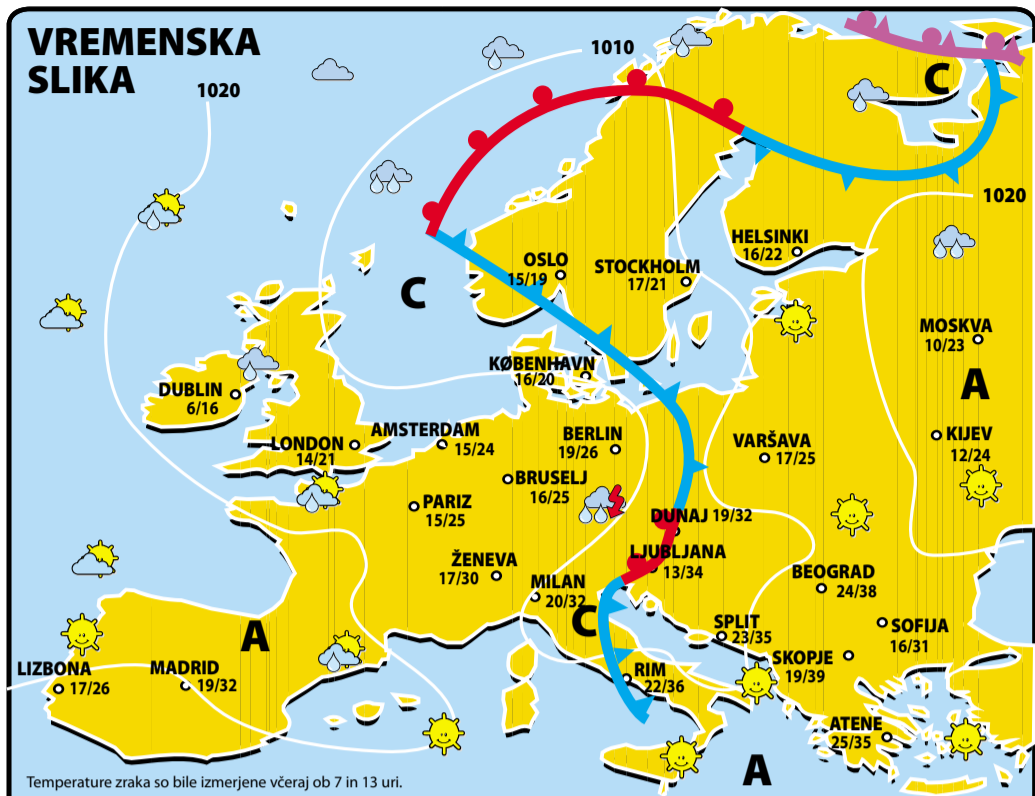 VREMENSKA
SLIKA
1010
1020
C
1020
HELSINKI
16/22
OSLO
15/19
STOCKHOLM
17/21
C
MOSKVA
10/23
KØBENHAVN
16/20
A
DUBLIN
6/16
AMSTERDAM
15/24
BERLIN
19/26
LONDON
14/21
VARŠAVA
17/25
KIJEV
12/24
BRUSELJ
16/25
PARIZ
15/25
DUNAJ 19/32
LJUBLJANA
13/34
ŽENEVA
17/30
MILAN
20/32
BEOGRAD
24/38
C
A
SPLIT
23/35
SOFIJA
16/31
SKOPJE
19/39
LIZBONA
17/26
MADRID
19/32
RIM
22/36
ATENE
25/35
A
Temperature zraka so bile izmerjene včeraj ob 7 in 13 uri.